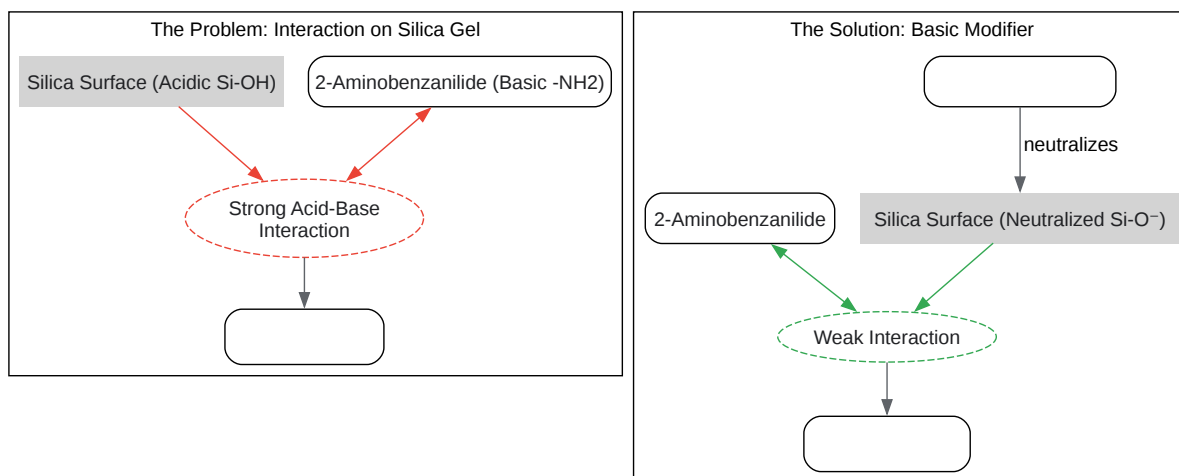 The Problem: Interaction on Silica Gel
Silica Surface (Acidic Si-OH)
2-Aminobenzanilide (Basic -NH2)
Strong Acid-Base
Interaction
The Solution: Basic Modifier
neutralizes
2-Aminobenzanilide
Silica Surface (Neutralized Si-O⁻)
Weak Interaction